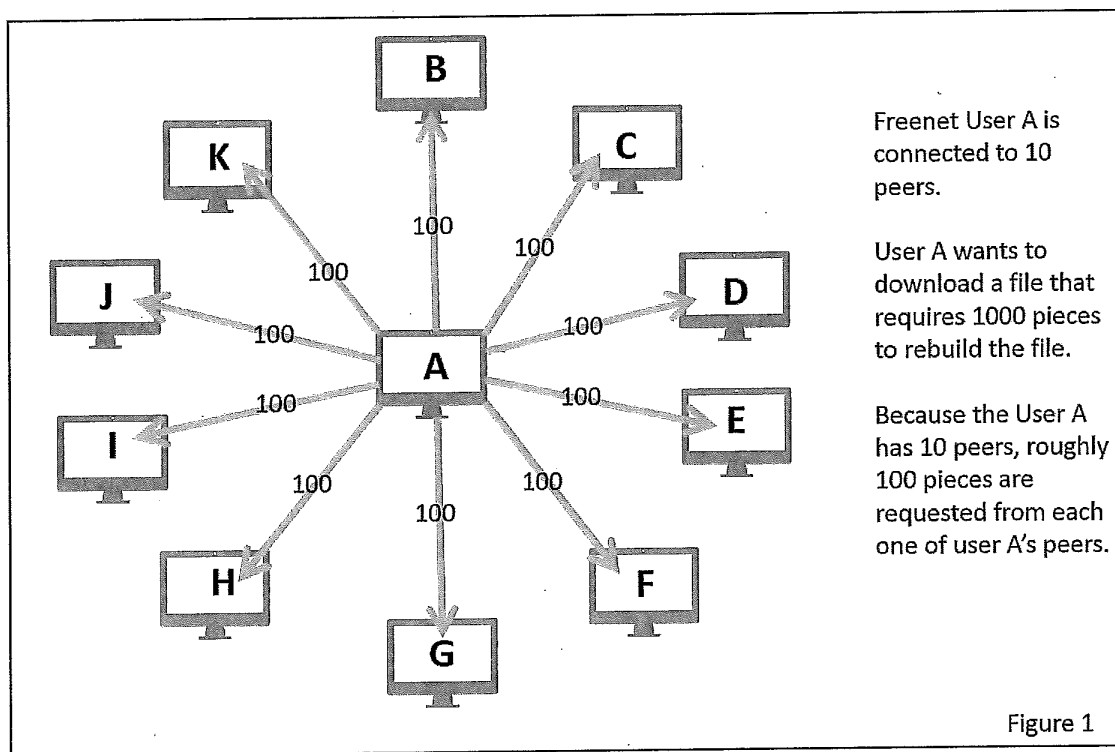 B
K
C
100
100
100
J
D
100
100
A
100
100
I
E
100
100
100
H
F
G
Freenet User A is
connected to 10
peers.
User A wants to
download a file that
requires 1000 pieces
to rebuild the file.
Because the User A
has 10 peers, roughly
100 pieces are
requested from each
one of user A's peers.
Figure 1